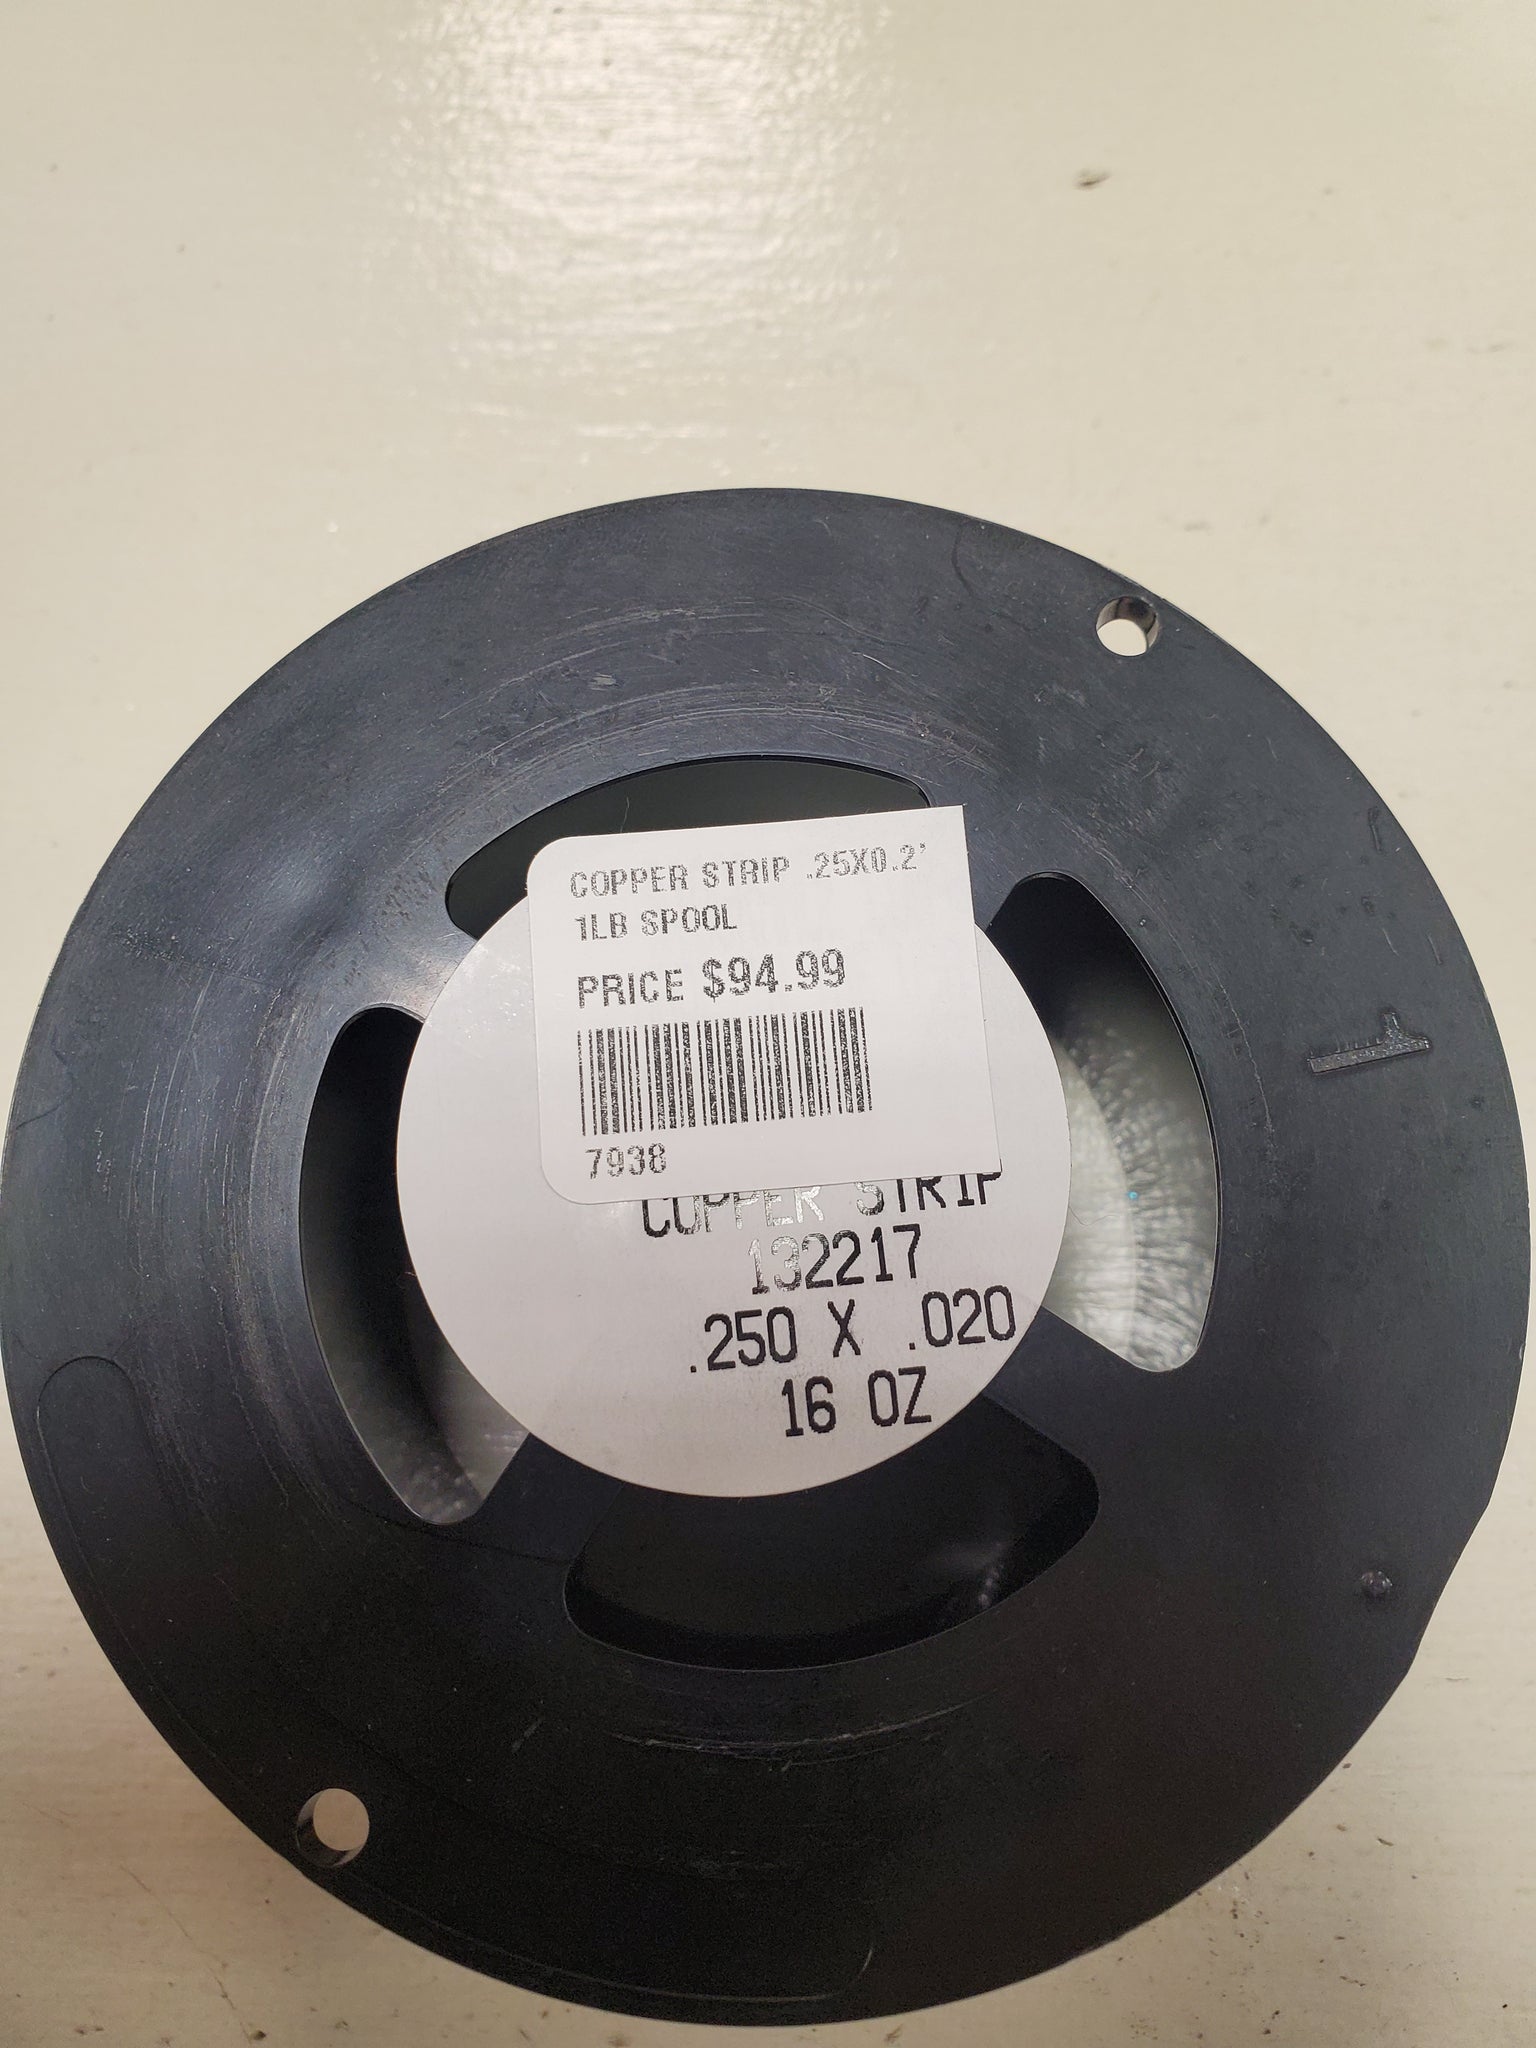 COPPER STRIP .25X0.2'
1LB SPOOL
PRICE $94.99
7938
COPPER STRIP
132217
.250 X .020
16 OZ